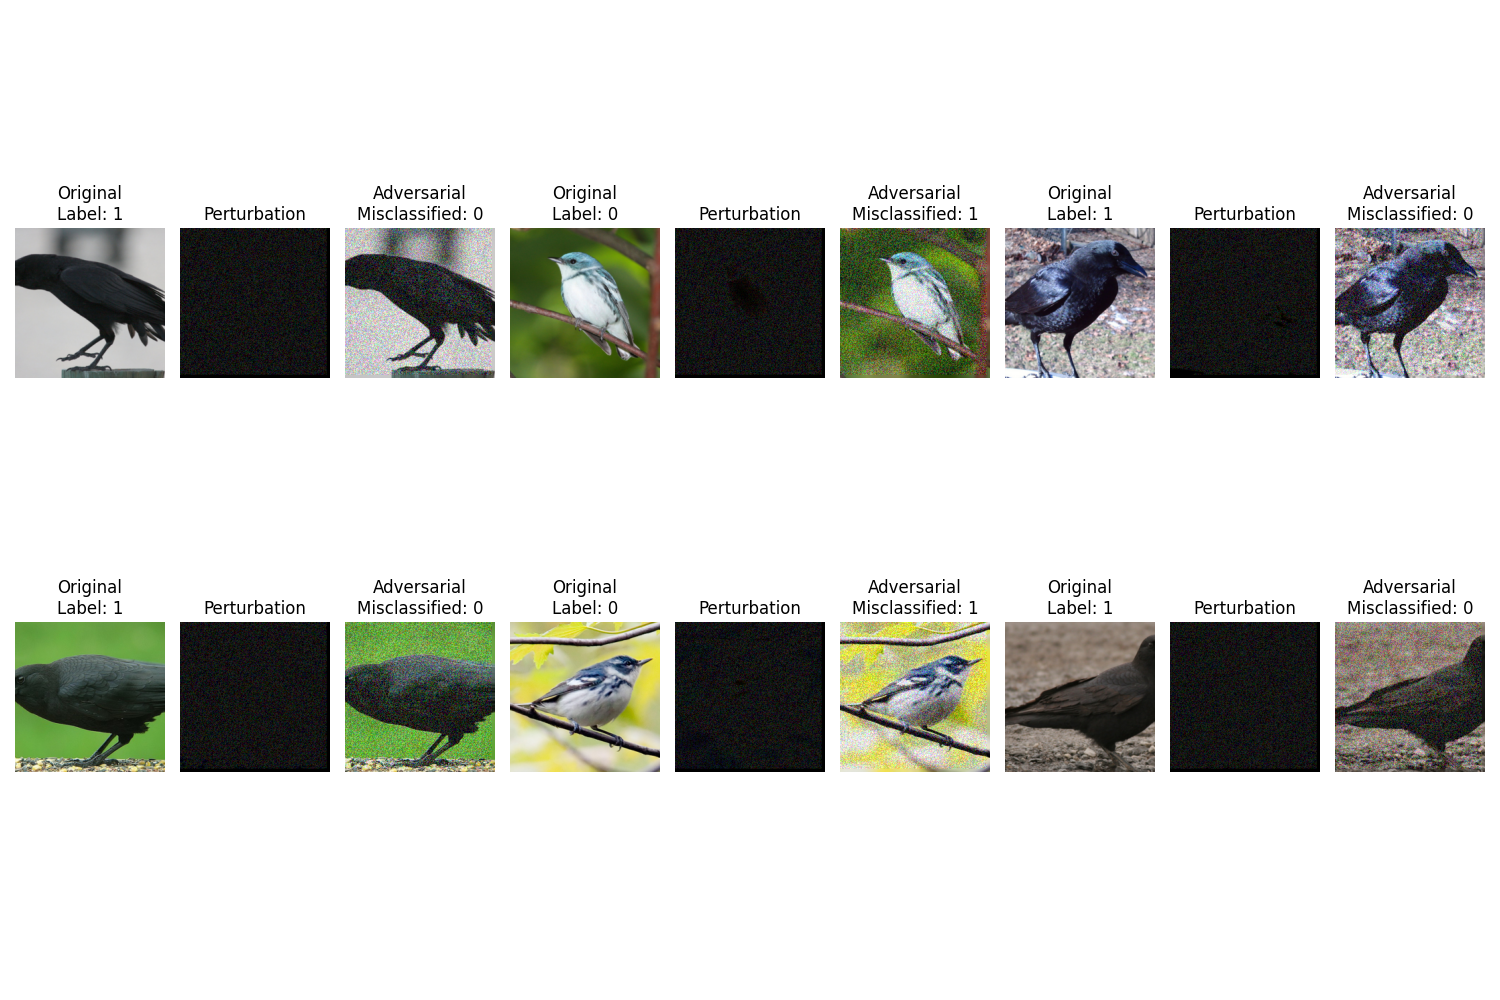 Original
Label: 1
Perturbation
Adversarial
Misclassified: 0
Original
Label: 0
Perturbation
Adversarial
Misclassified: 1
Original
Label: 1
Perturbation
Adversarial
Misclassified: 0
Original
Label: 1
Perturbation
Adversarial
Misclassified: 0
Original
Label: 0
Perturbation
Adversarial
Misclassified: 1
Original
Label: 1
Perturbation
Adversarial
Misclassified: 0